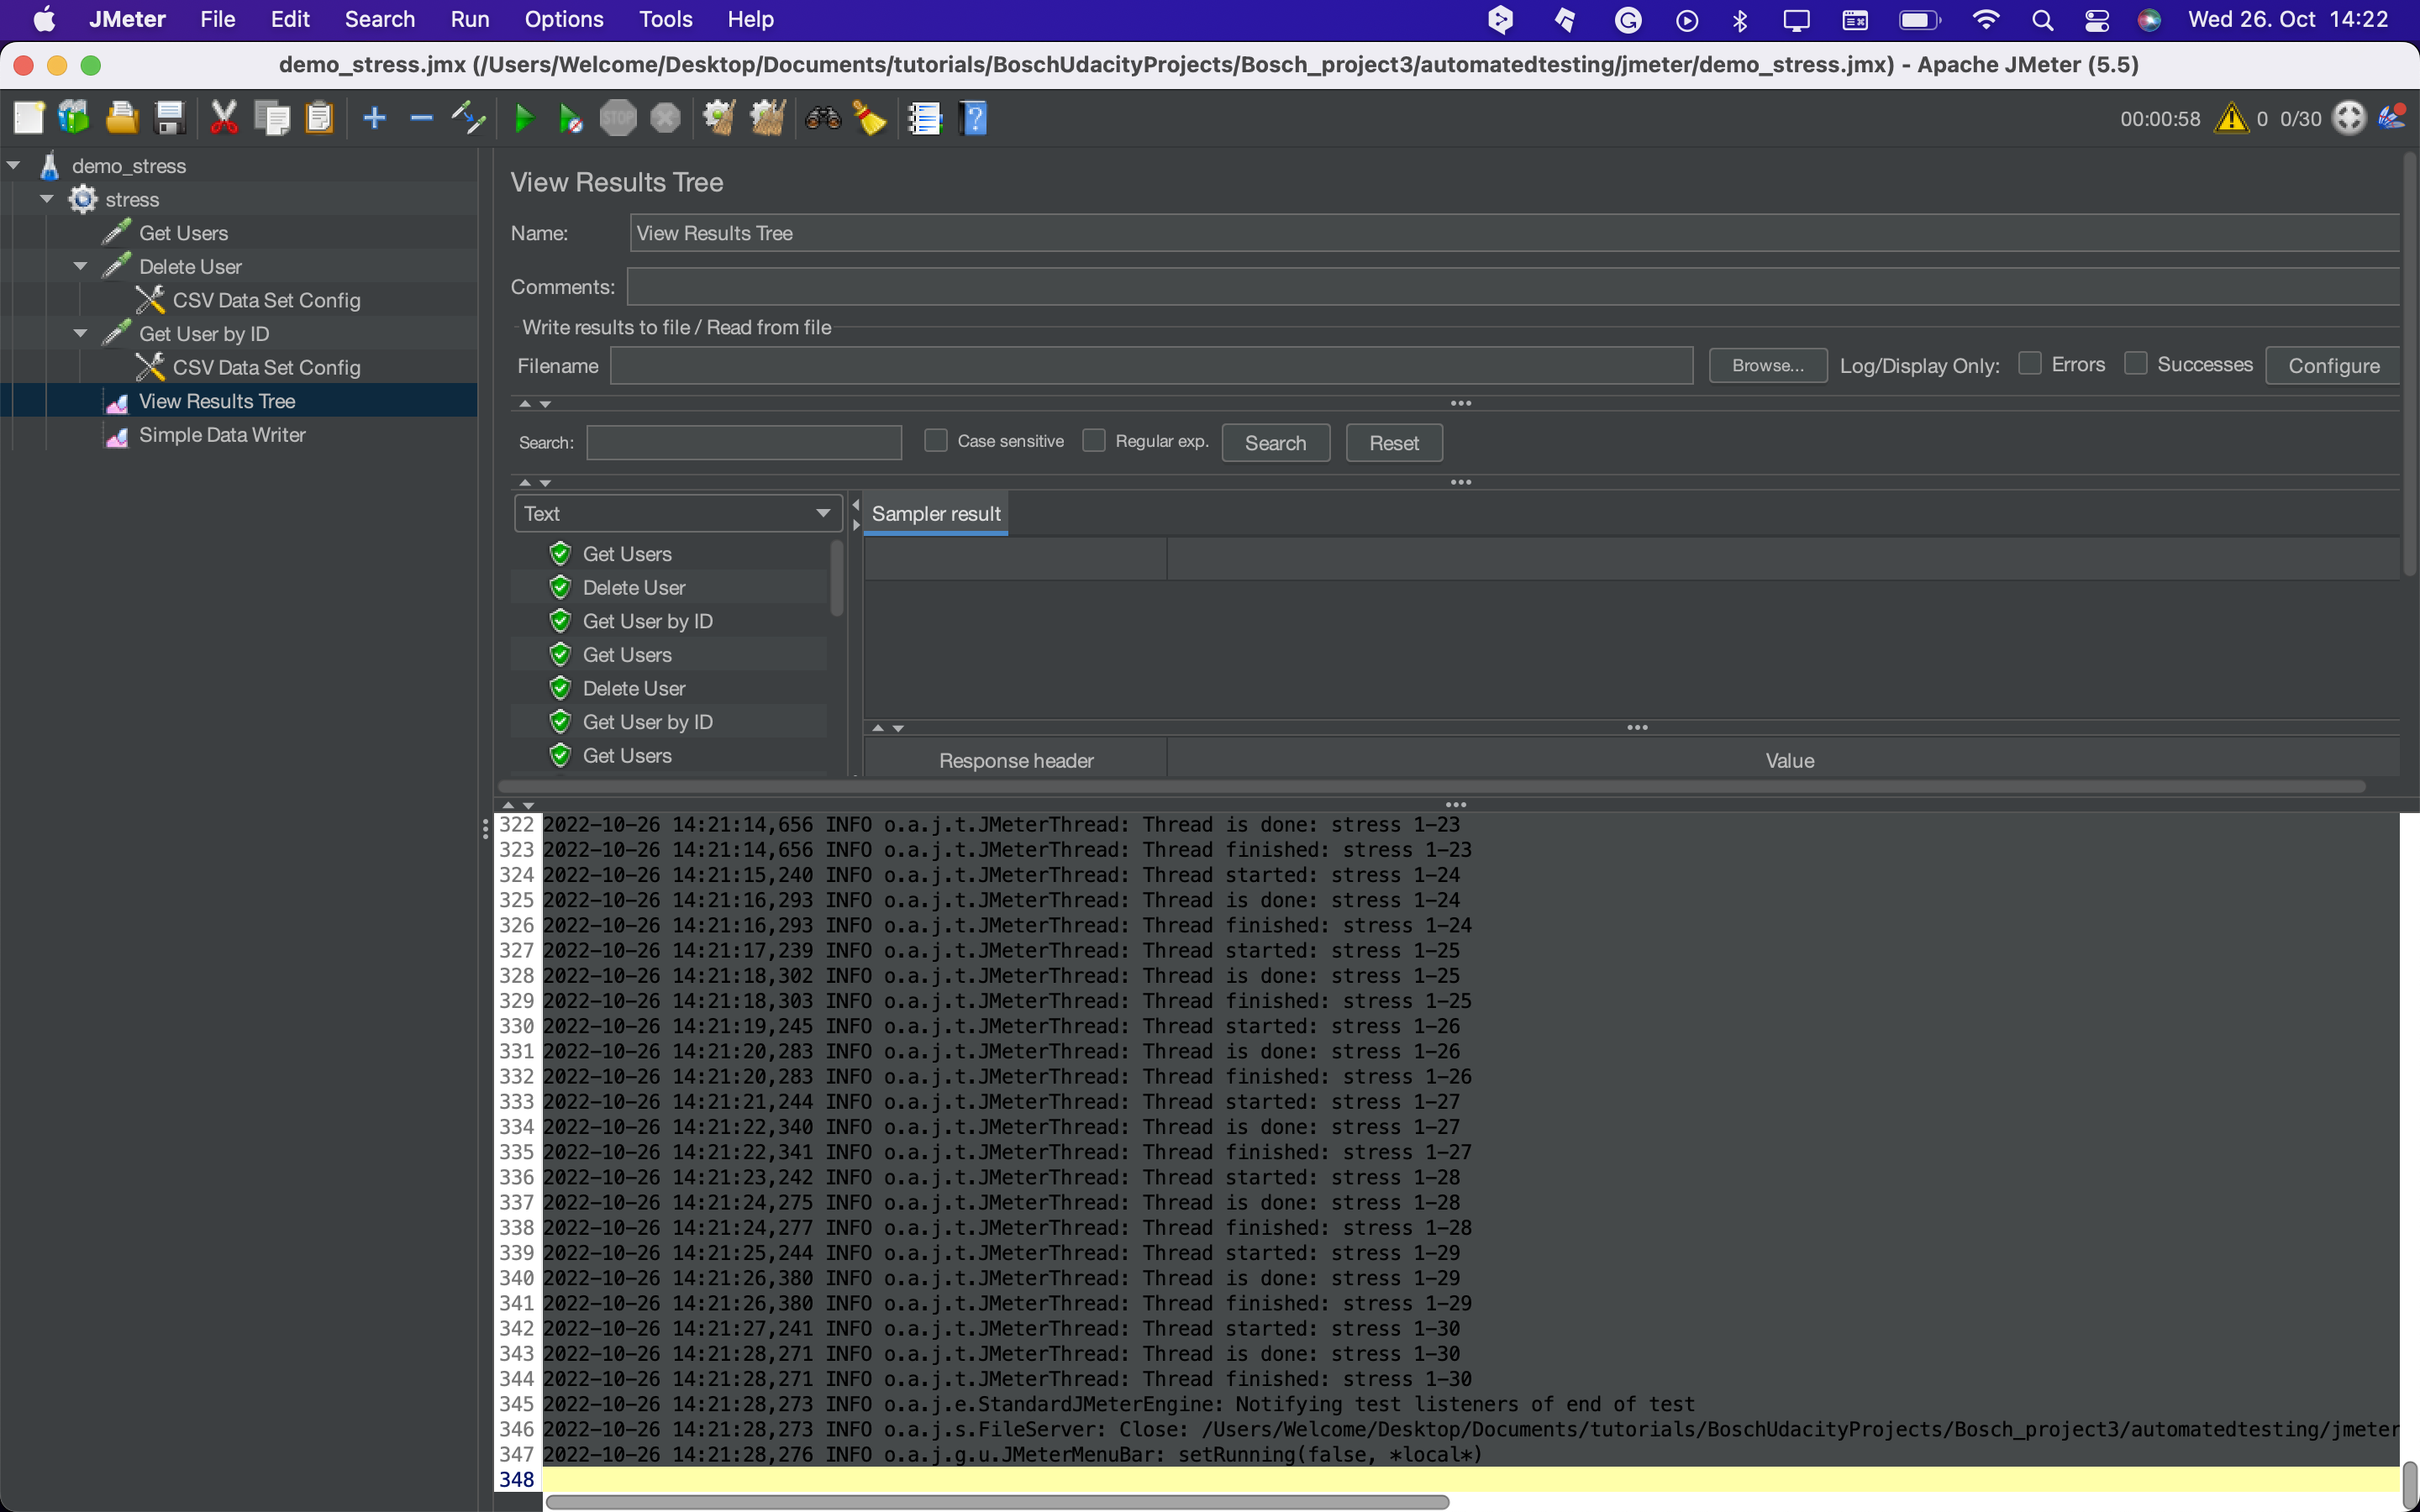 JMeter File Edit Search Run Options Tools Help Wed 26. Oct 14:22
demo_stress.jmx (/Users/Welcome/Desktop/Documents/tutorials/BoschUdacityProjects/Bosch_project3/automatedtesting/jmeter/demo_stress.jmx) - Apache JMeter (5.5)
STOP 00:00:58 0 0/30
demo_stress
stress
Get Users
Delete User
CSV Data Set Config
Get User by ID
CSV Data Set Config
View Results Tree
Simple Data Writer
View Results Tree
Name: View Results Tree
Comments:
Write results to file / Read from file
Filename Browse... Log/Display Only: Errors Successes Configure
Search: Case sensitive Regular exp. Search Reset
Text Sampler result
Get Users
Delete User
Get User by ID
Get Users
Delete User
Get User by ID
Get Users
Response header Value
322 2022-10-26 14:21:14,656 INFO o.a.j.t.JMeterThread: Thread is done: stress 1-23
323 2022-10-26 14:21:14,656 INFO o.a.j.t.JMeterThread: Thread finished: stress 1-23
324 2022-10-26 14:21:15,240 INFO o.a.j.t.JMeterThread: Thread started: stress 1-24
325 2022-10-26 14:21:16,293 INFO o.a.j.t.JMeterThread: Thread is done: stress 1-24
326 2022-10-26 14:21:16,293 INFO o.a.j.t.JMeterThread: Thread finished: stress 1-24
327 2022-10-26 14:21:17,239 INFO o.a.j.t.JMeterThread: Thread started: stress 1-25
328 2022-10-26 14:21:18,302 INFO o.a.j.t.JMeterThread: Thread is done: stress 1-25
329 2022-10-26 14:21:18,303 INFO o.a.j.t.JMeterThread: Thread finished: stress 1-25
330 2022-10-26 14:21:19,245 INFO o.a.j.t.JMeterThread: Thread started: stress 1-26
331 2022-10-26 14:21:20,283 INFO o.a.j.t.JMeterThread: Thread is done: stress 1-26
332 2022-10-26 14:21:20,283 INFO o.a.j.t.JMeterThread: Thread finished: stress 1-26
333 2022-10-26 14:21:21,244 INFO o.a.j.t.JMeterThread: Thread started: stress 1-27
334 2022-10-26 14:21:22,340 INFO o.a.j.t.JMeterThread: Thread is done: stress 1-27
335 2022-10-26 14:21:22,341 INFO o.a.j.t.JMeterThread: Thread finished: stress 1-27
336 2022-10-26 14:21:23,242 INFO o.a.j.t.JMeterThread: Thread started: stress 1-28
337 2022-10-26 14:21:24,275 INFO o.a.j.t.JMeterThread: Thread is done: stress 1-28
338 2022-10-26 14:21:24,277 INFO o.a.j.t.JMeterThread: Thread finished: stress 1-28
339 2022-10-26 14:21:25,244 INFO o.a.j.t.JMeterThread: Thread started: stress 1-29
340 2022-10-26 14:21:26,380 INFO o.a.j.t.JMeterThread: Thread is done: stress 1-29
341 2022-10-26 14:21:26,380 INFO o.a.j.t.JMeterThread: Thread finished: stress 1-29
342 2022-10-26 14:21:27,241 INFO o.a.j.t.JMeterThread: Thread started: stress 1-30
343 2022-10-26 14:21:28,271 INFO o.a.j.t.JMeterThread: Thread is done: stress 1-30
344 2022-10-26 14:21:28,271 INFO o.a.j.t.JMeterThread: Thread finished: stress 1-30
345 2022-10-26 14:21:28,273 INFO o.a.j.e.StandardJMeterEngine: Notifying test listeners of end of test
346 2022-10-26 14:21:28,273 INFO o.a.j.s.FileServer: Close: /Users/Welcome/Desktop/Documents/tutorials/BoschUdacityProjects/Bosch_project3/automatedtesting/jmeter
347 2022-10-26 14:21:28,276 INFO o.a.j.g.u.JMeterMenuBar: setRunning(false, *local*)
348